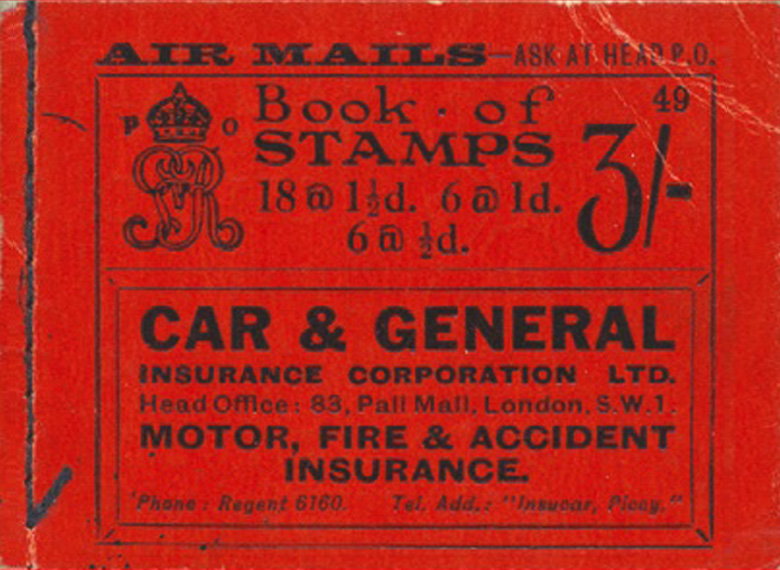 AIR MAILS—ASK AT HEAD P.O.
49
P O
GR
Book · of
STAMPS
3/-
18 @ 1½d. 6 @ 1d.
6 @ ½d.
CAR & GENERAL
INSURANCE CORPORATION LTD.
Head Office: 83, Pall Mall, London, S.W.1.
MOTOR, FIRE & ACCIDENT
INSURANCE.
'Phone: Regent 6160. Tel. Add.: "Insucar, Piccy."